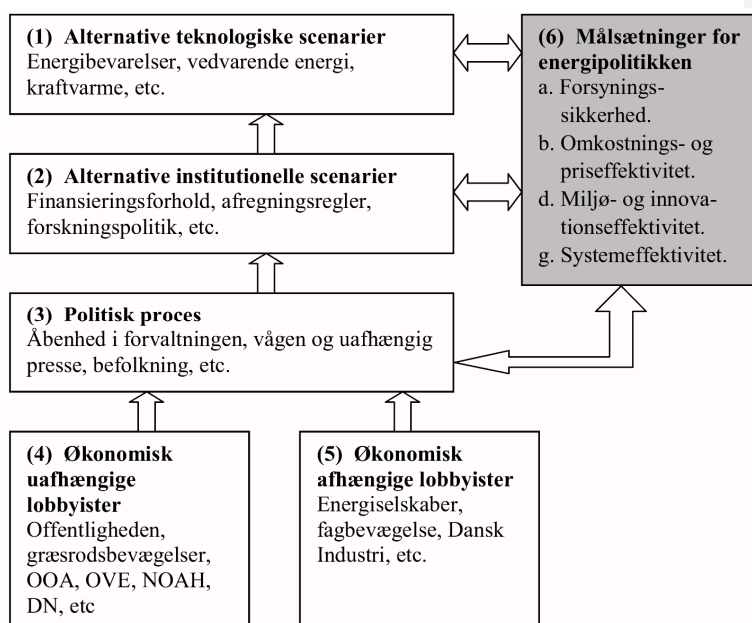 (1) Alternative teknologiske scenarier
Energibevarelser, vedvarende energi,
kraftvarme, etc.
(6) Målsætninger for
energipolitikken
a. Forsynings-
sikkerhed.
b. Omkostnings- og
priseffektivitet.
d. Miljø- og innova-
tionseffektivitet.
g. Systemeffektivitet.
(2) Alternative institutionelle scenarier
Finansieringsforhold, afregningsregler,
forskningspolitik, etc.
(3) Politisk proces
Åbenhed i forvaltningen, vågen og uafhængig
presse, befolkning, etc.
(4) Økonomisk
uafhængige
lobbyister
Offentligheden,
græsrodsbevægelser,
OOA, OVE, NOAH,
DN, etc
(5) Økonomisk
afhængige lobbyister
Energiselskaber,
fagbevægelse, Dansk
Industri, etc.